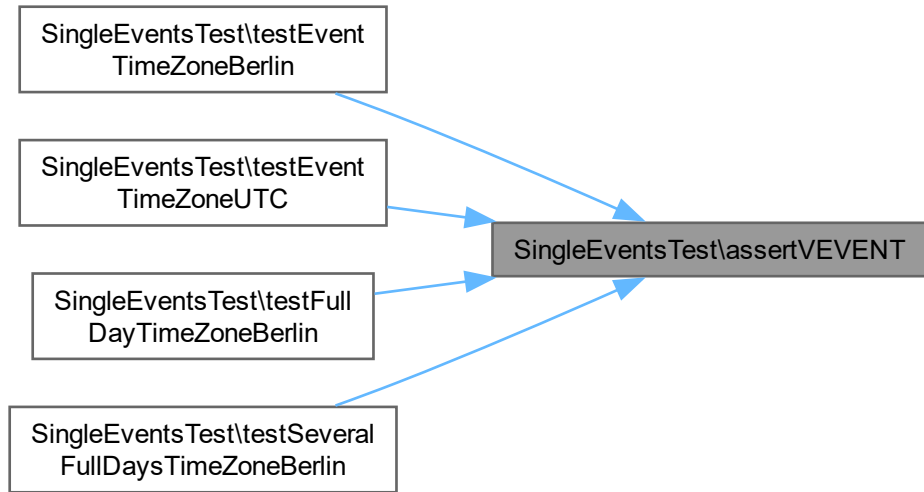 SingleEventsTest\testEvent
TimeZoneBerlin
SingleEventsTest\testEvent
TimeZoneUTC
SingleEventsTest\assertVEVENT
SingleEventsTest\testFull
DayTimeZoneBerlin
SingleEventsTest\testSeveral
FullDaysTimeZoneBerlin